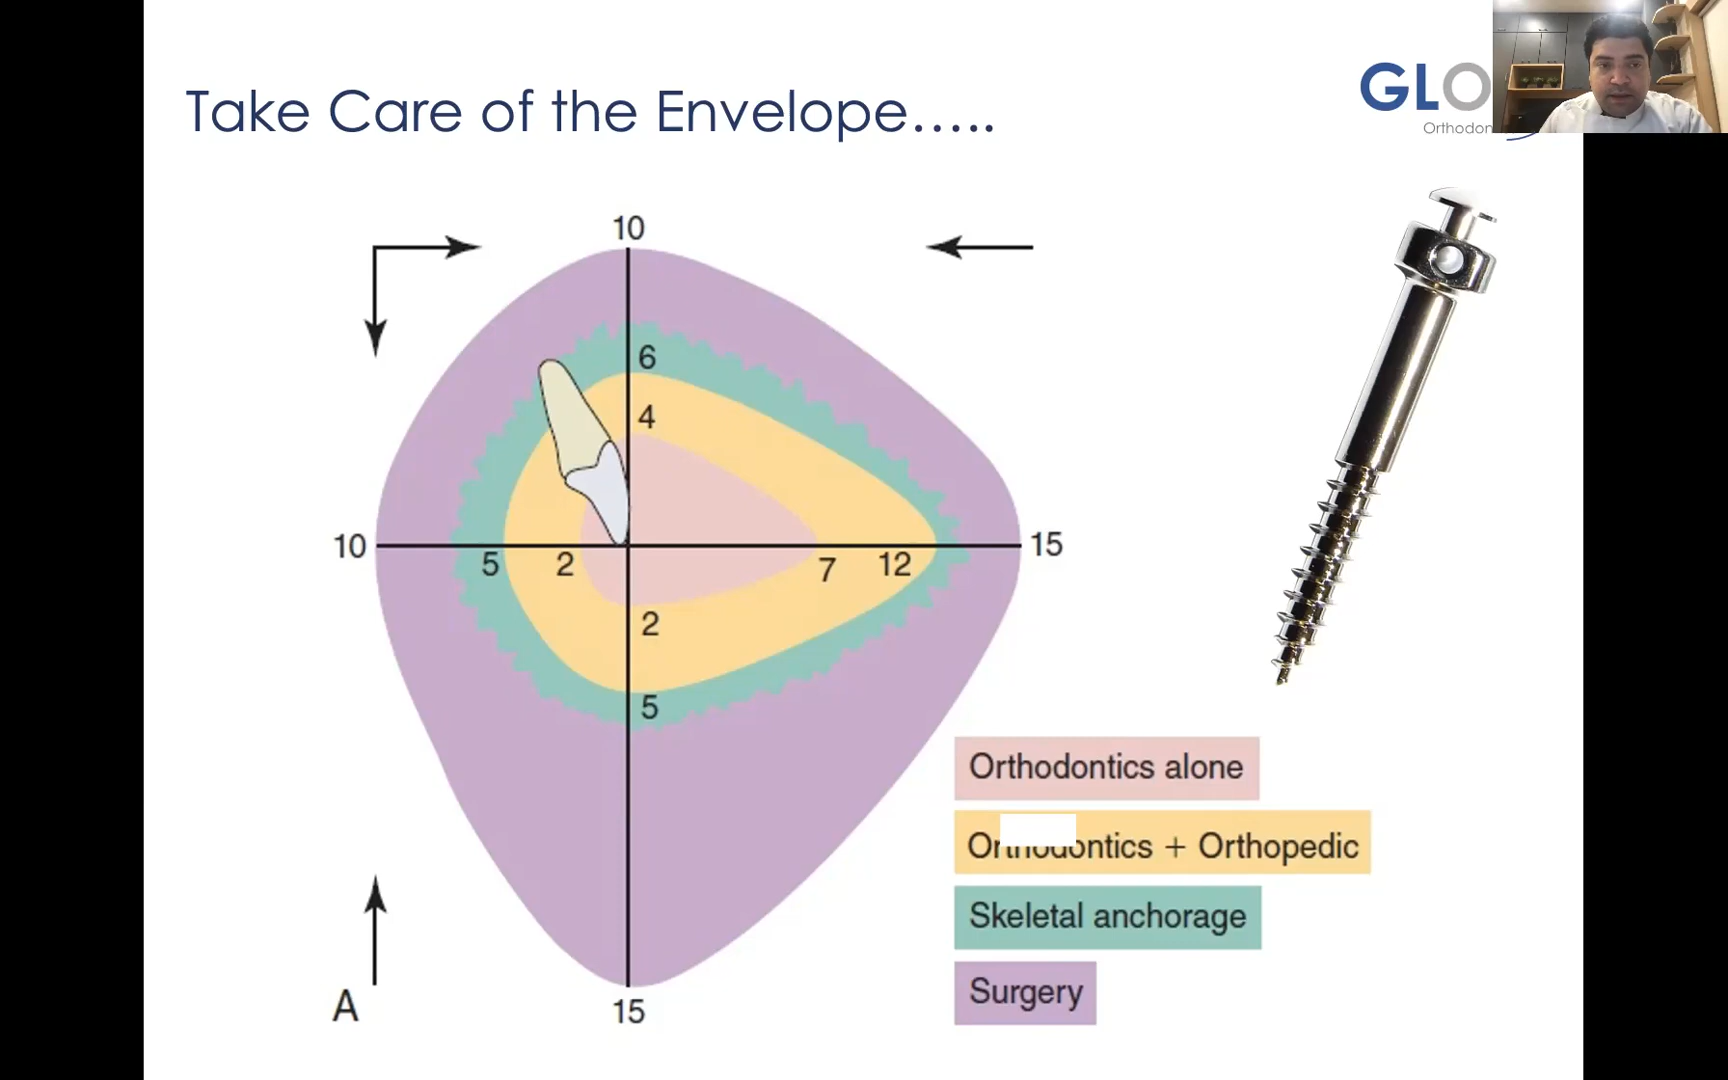 Take Care of the Envelope.....
GLO
Orthodon
10
6
4
10
5
2
7
12
15
2
5
15
A
Orthodontics alone
Orthodontics + Orthopedic
Skeletal anchorage
Surgery